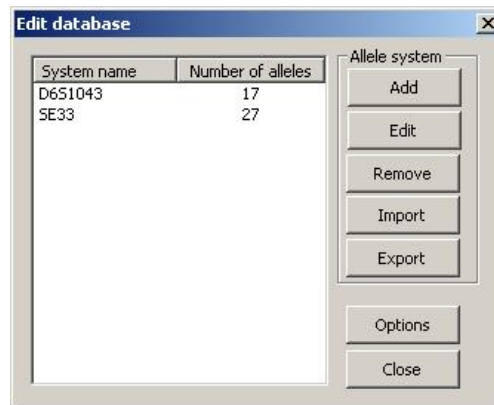 Edit database
System name Number of alleles
D6S1043 17
SE33 27
Allele system
Add
Edit
Remove
Import
Export
Options
Close